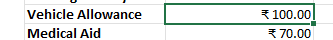 Vehicle Allowance ₹ 100.00
Medical Aid ₹ 70.00